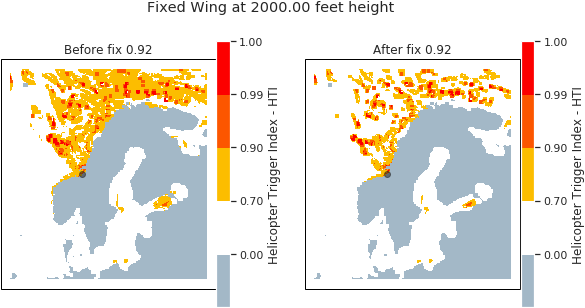 Fixed Wing at 2000.00 feet height
Before fix 0.92
1.00
0.99
0.90
0.70
0.00
Helicopter Trigger Index - HTI
After fix 0.92
1.00
0.99
0.90
0.70
0.00
Helicopter Trigger Index - HTI